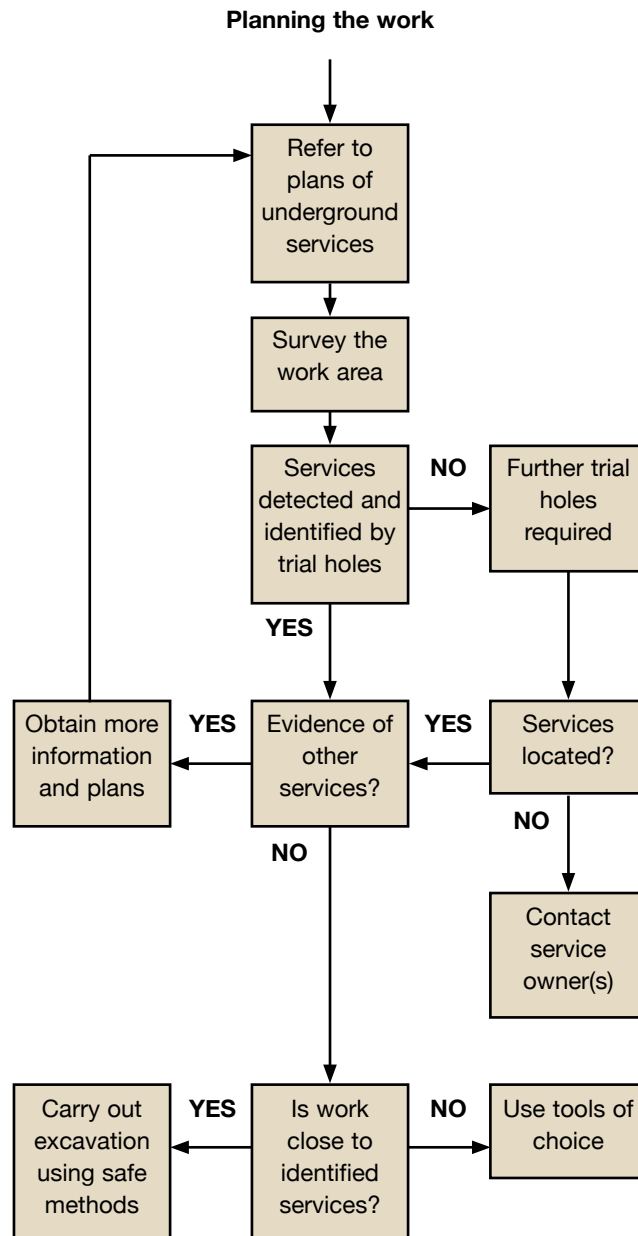 Planning the work
Refer to
plans of
underground
services
Survey the
work area
Services
detected and
identified by
trial holes
NO
Further trial
holes
required
YES
Obtain more
information
and plans
YES
Evidence of
other
services?
YES
Services
located?
NO
NO
Contact
service
owner(s)
Carry out
excavation
using safe
methods
YES
Is work
close to
identified
services?
NO
Use tools of
choice